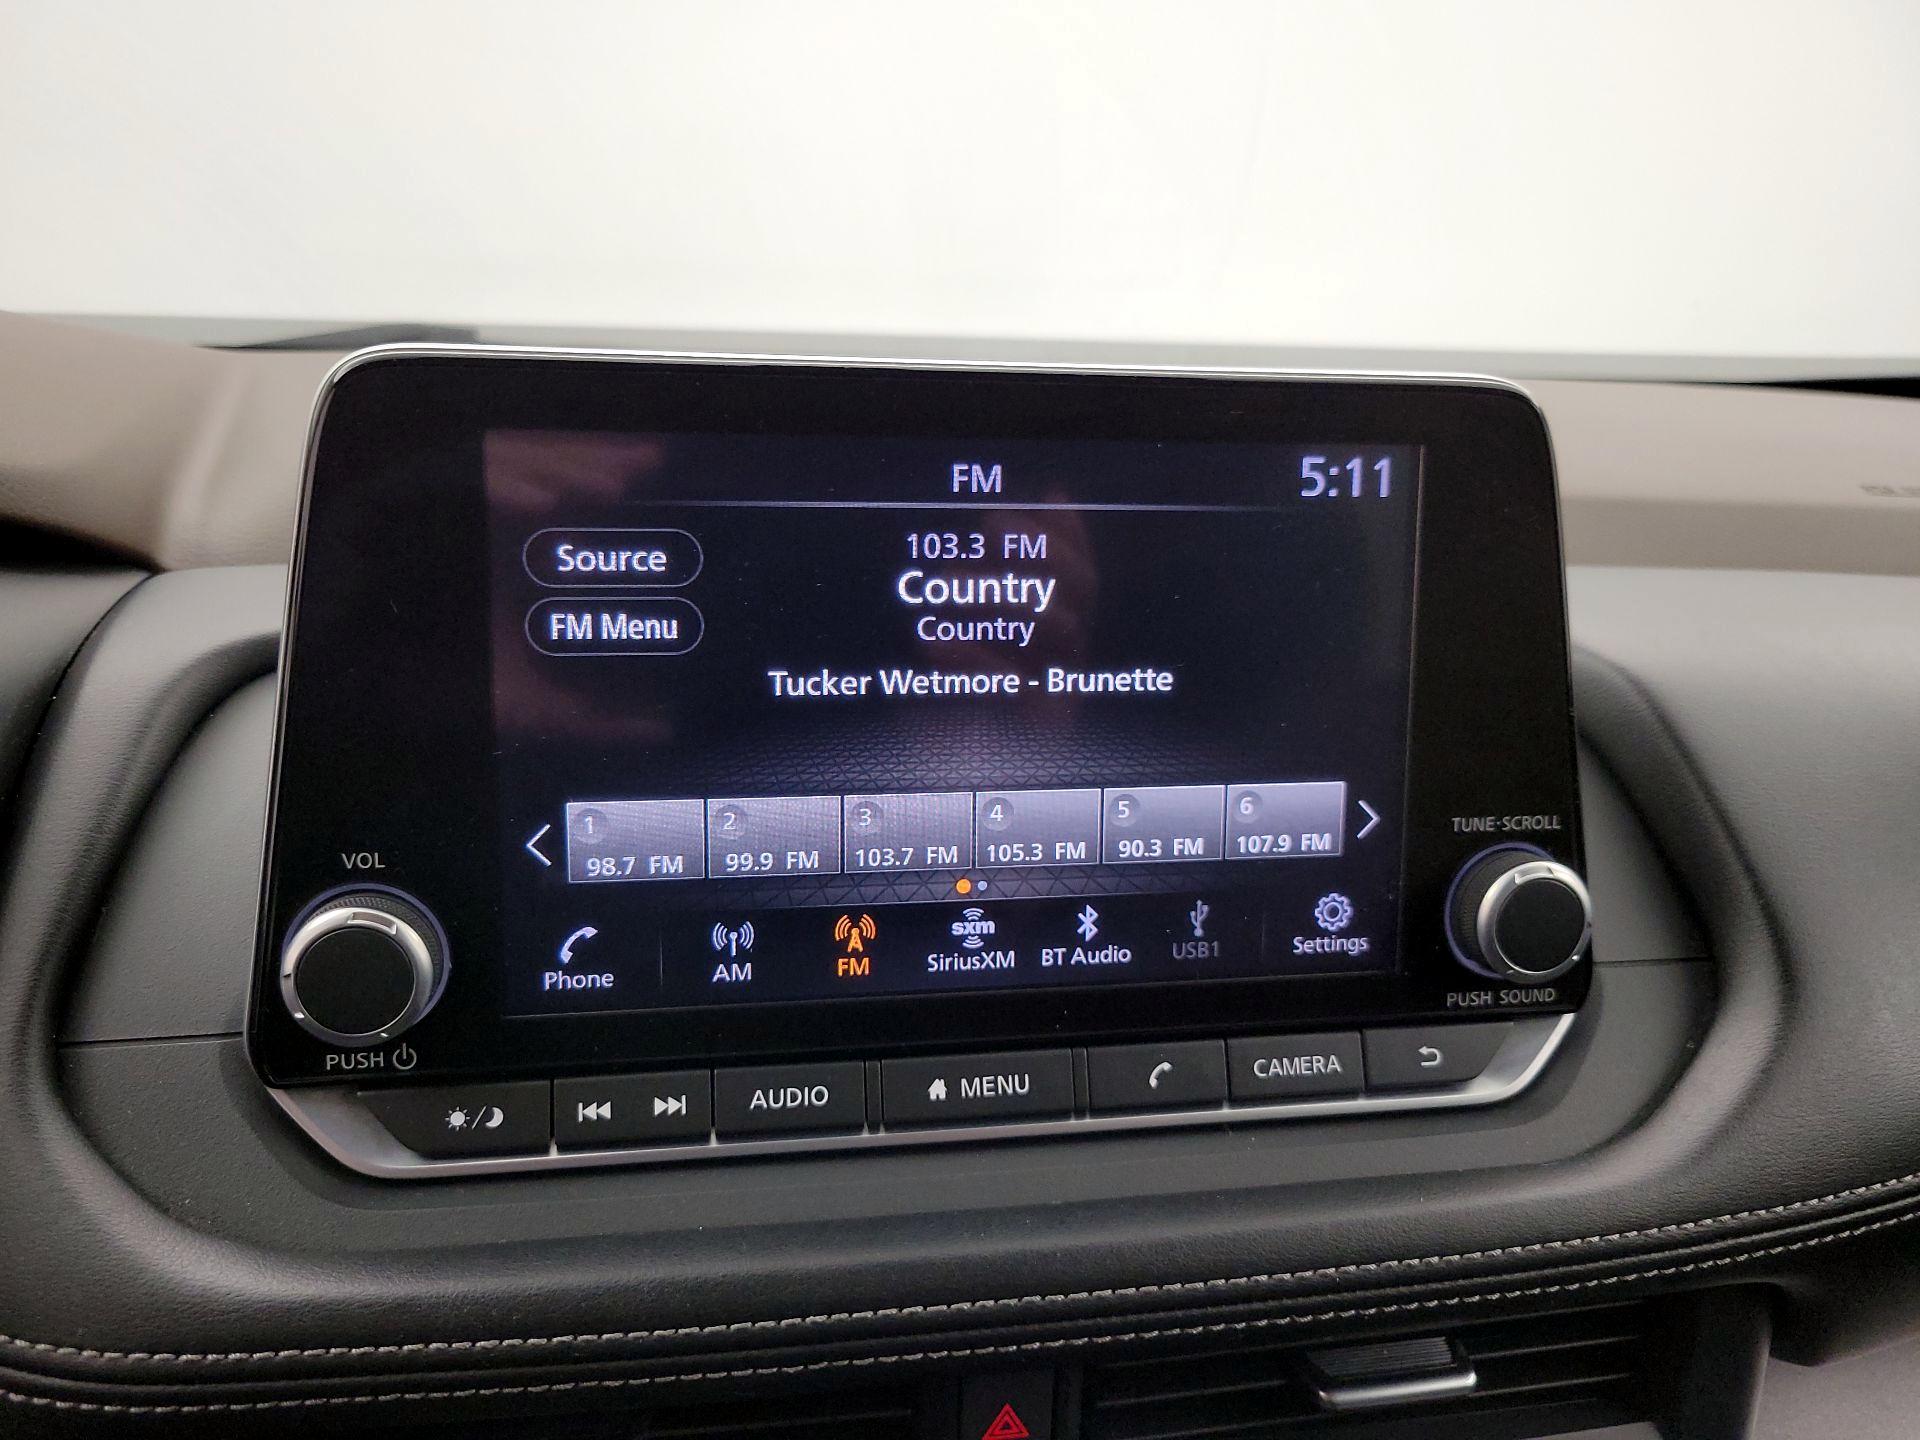 FM
5:11
Source
FM Menu
103.3 FM
Country
Country
Tucker Wetmore - Brunette
1
98.7 FM
2
99.9 FM
3
103.7 FM
4
105.3 FM
5
90.3 FM
6
107.9 FM
Phone
AM
FM
sxm
SiriusXM
BT Audio
USB1
Settings
VOL
PUSH
TUNE·SCROLL
PUSH SOUND
AUDIO
MENU
CAMERA